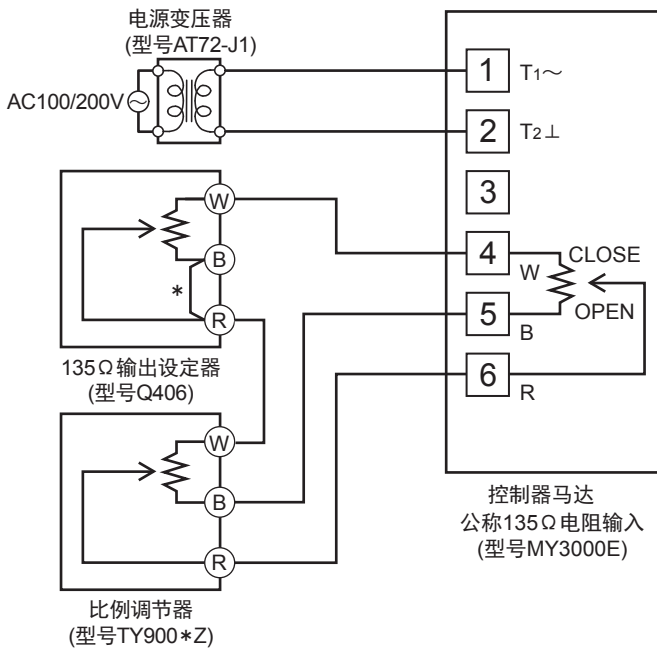 电源变压器
(型号AT72-J1)
AC100/200V
1 T1～
2 T2⊥
3
W
B
*
R
4 W CLOSE
5 B OPEN
6 R
135Ω输出设定器
(型号Q406)
W
B
R
比例调节器
(型号TY900*Z)
控制器马达
公称135Ω电阻输入
(型号MY3000E)